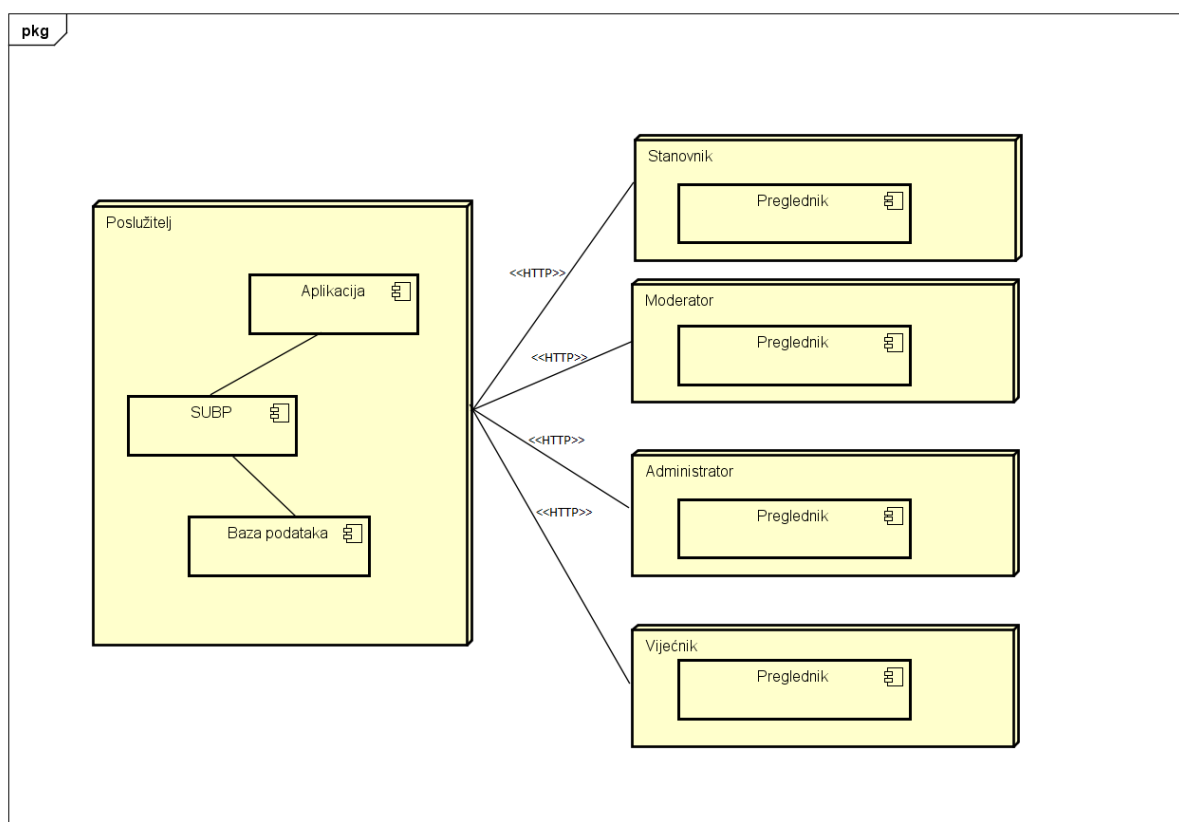 pkg
Poslužitelj
Aplikacija
SUBP
Baza podataka
<<HTTP>>
<<HTTP>>
<<HTTP>>
<<HTTP>>
Stanovnik
Preglednik
Moderator
Preglednik
Administrator
Preglednik
Vijećnik
Preglednik